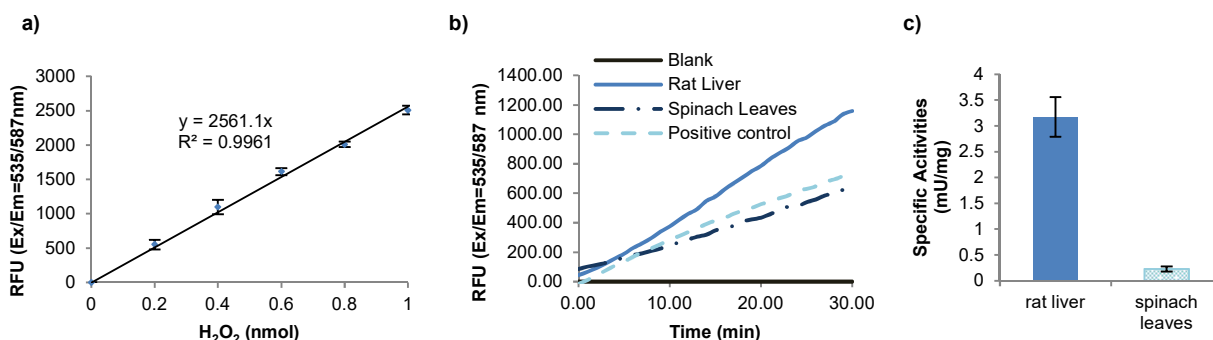 a)
3000
2500
2000
1500
1000
500
0
RFU (Ex/Em=535/587nm)
y = 2561.1x
R² = 0.9961
0 0.2 0.4 0.6 0.8 1
H₂O₂ (nmol)
b)
Blank
Rat Liver
Spinach Leaves
Positive control
1400.00
1200.00
1000.00
800.00
600.00
400.00
200.00
0.00
RFU (Ex/Em=535/587 nm)
0.00 10.00 20.00 30.00
Time (min)
c)
4
3.5
3
2.5
2
1.5
1
0.5
0
Specific Acitivities
(mU/mg)
rat liver
spinach
leaves